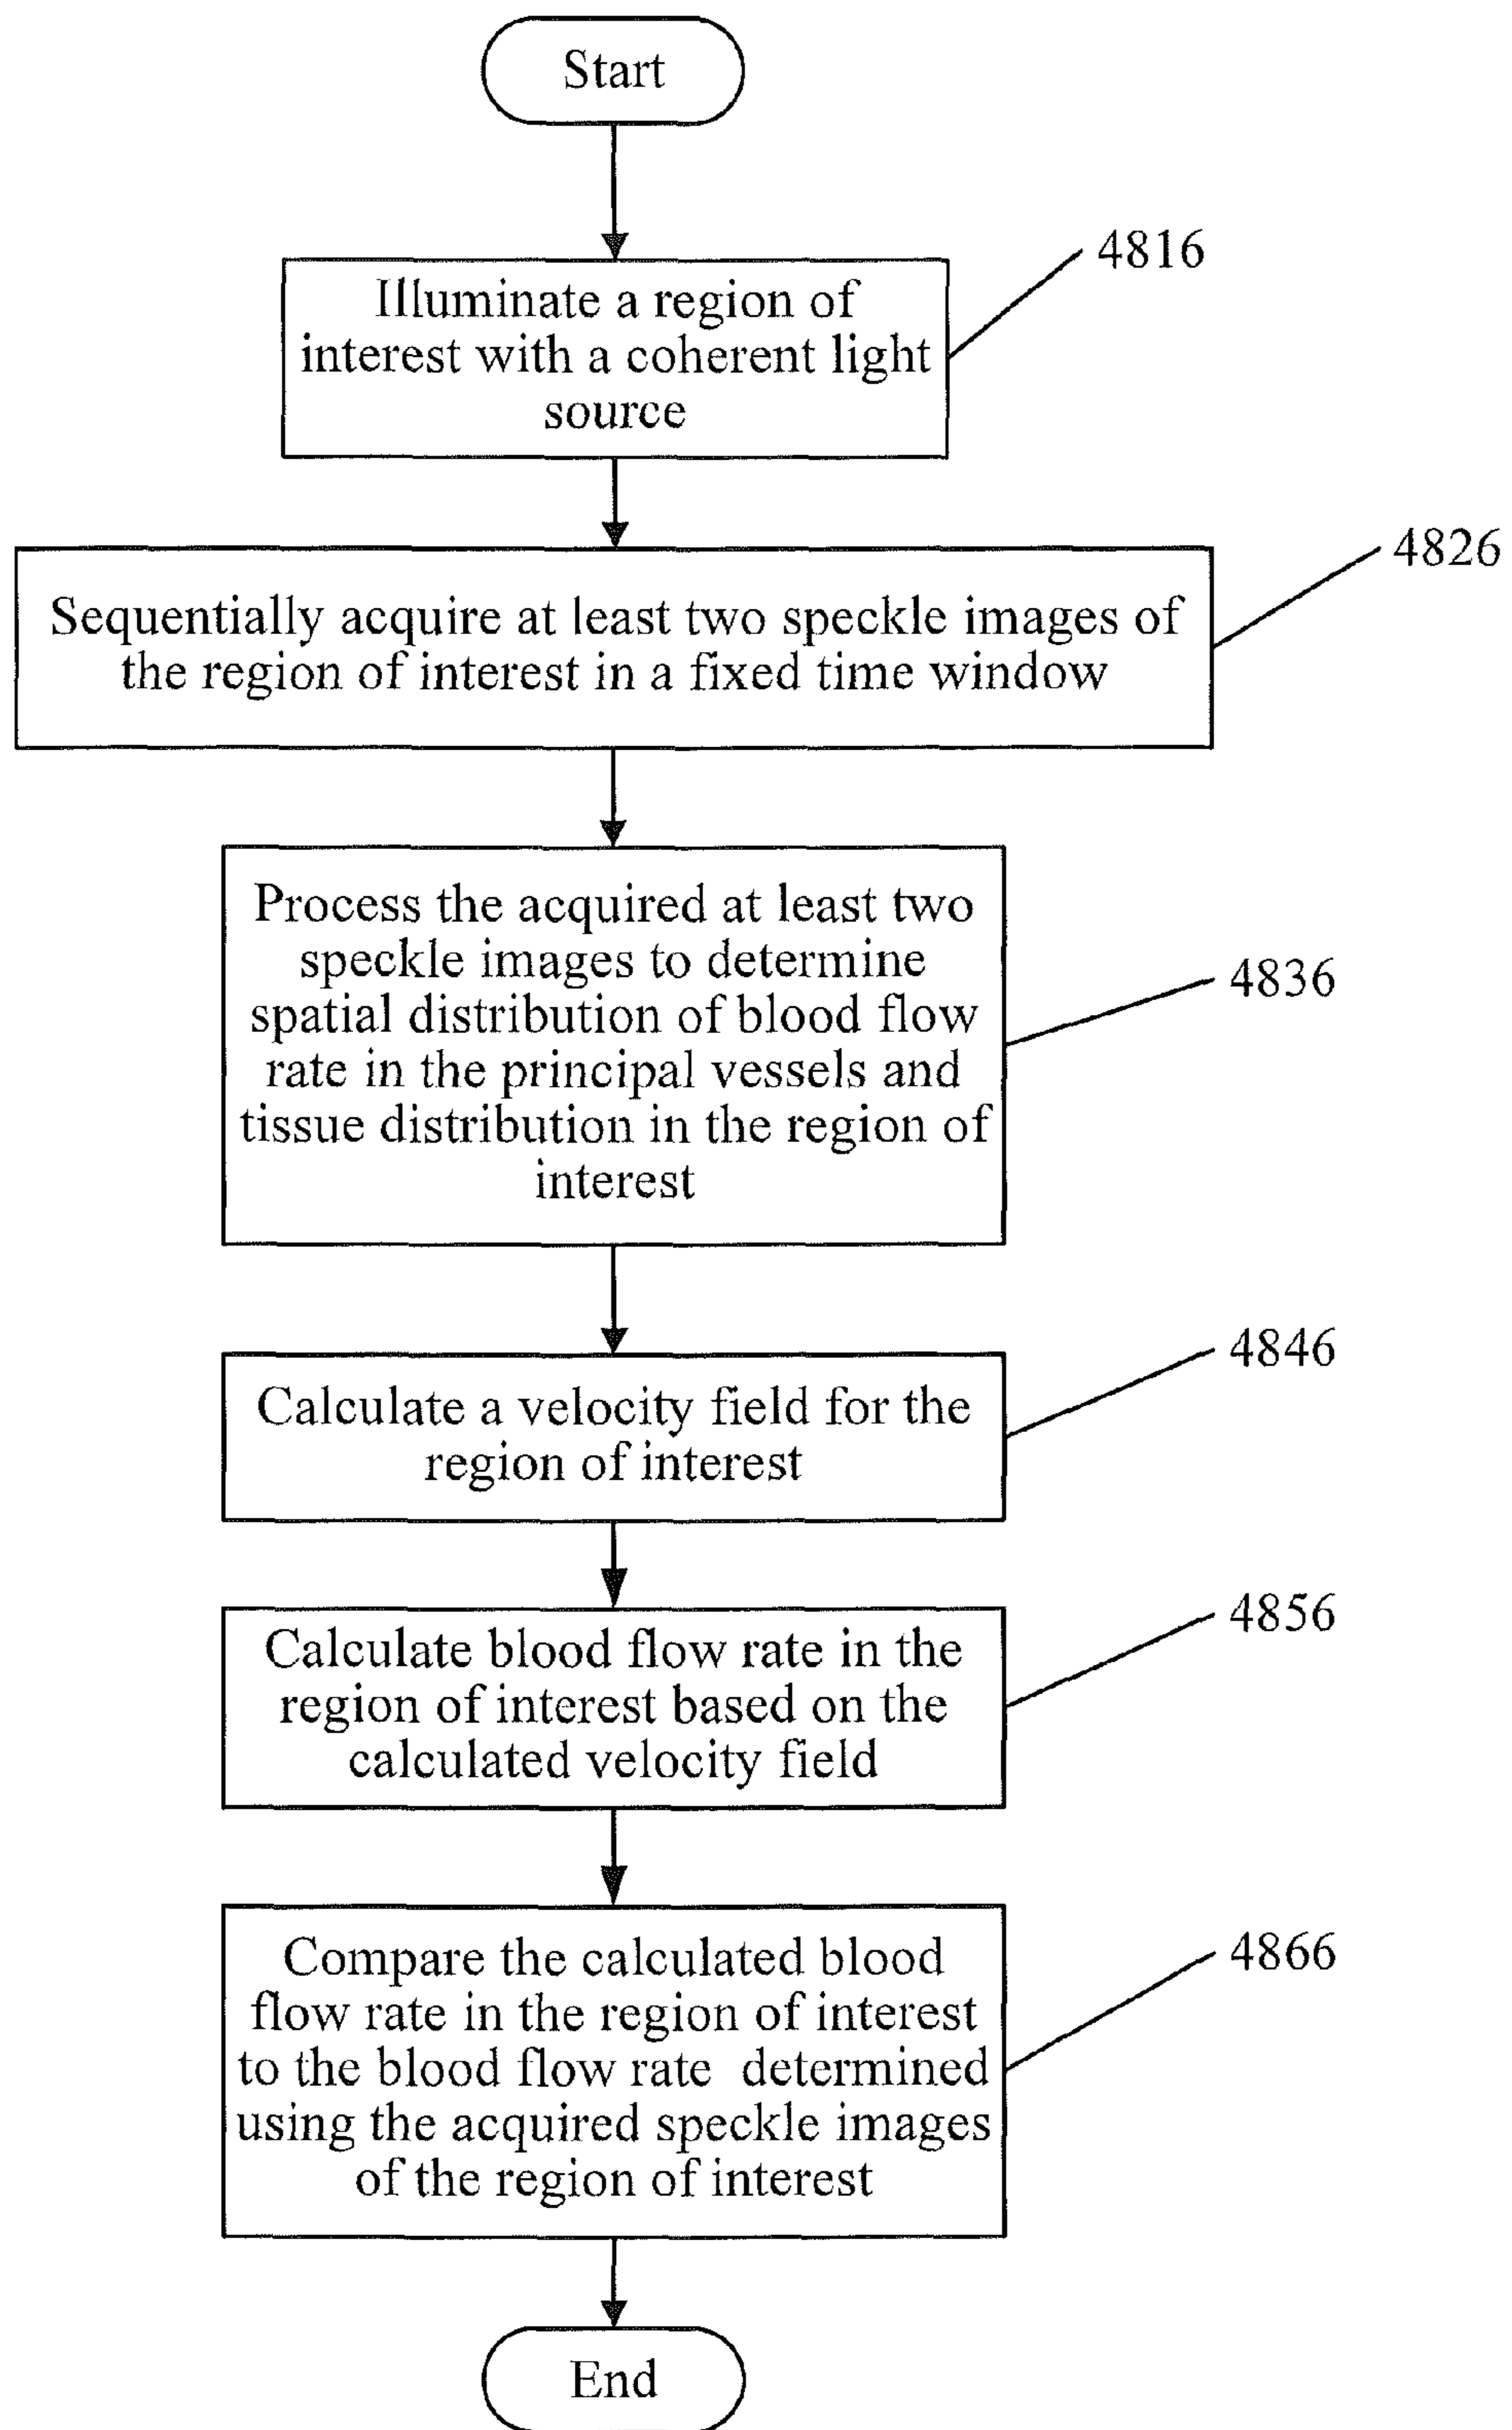 Start
Illuminate a region of
interest with a coherent light
source
4816
Sequentially acquire at least two speckle images of
the region of interest in a fixed time window
4826
Process the acquired at least two
speckle images to determine
spatial distribution of blood flow
rate in the principal vessels and
tissue distribution in the region of
interest
4836
Calculate a velocity field for the
region of interest
4846
Calculate blood flow rate in the
region of interest based on the
calculated velocity field
4856
Compare the calculated blood
flow rate in the region of interest
to the blood flow rate determined
using the acquired speckle images
of the region of interest
4866
End